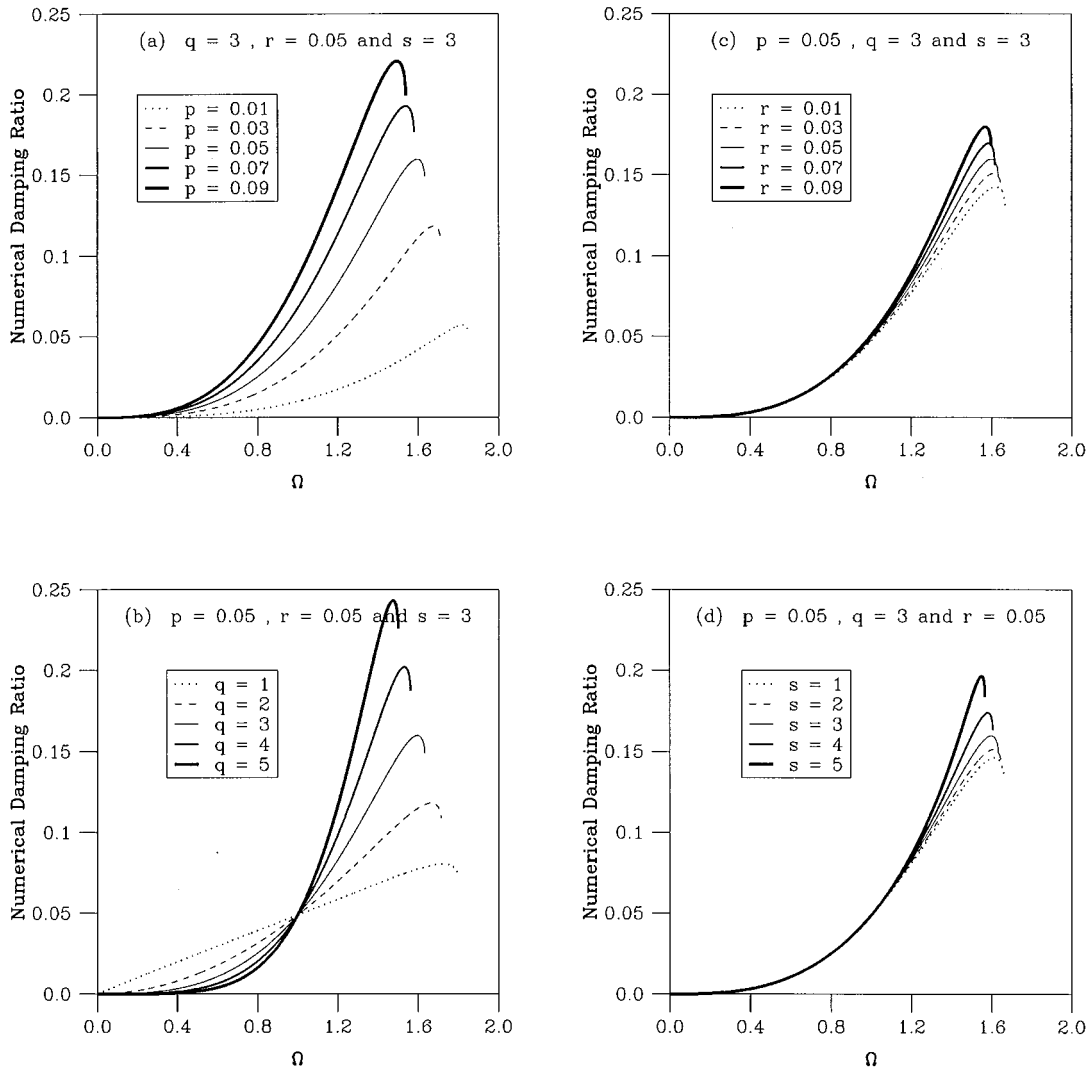 (a) q = 3 , r = 0.05 and s = 3
p = 0.01
p = 0.03
p = 0.05
p = 0.07
p = 0.09
Numerical Damping Ratio
0.25
0.2
0.15
0.1
0.05
0.0
0.0 0.4 0.8 1.2 1.6 2.0
Ω
(c) p = 0.05 , q = 3 and s = 3
r = 0.01
r = 0.03
r = 0.05
r = 0.07
r = 0.09
Numerical Damping Ratio
0.25
0.2
0.15
0.1
0.05
0.0
0.0 0.4 0.8 1.2 1.6 2.0
Ω
(b) p = 0.05 , r = 0.05 and s = 3
q = 1
q = 2
q = 3
q = 4
q = 5
Numerical Damping Ratio
0.25
0.2
0.15
0.1
0.05
0.0
0.0 0.4 0.8 1.2 1.6 2.0
Ω
(d) p = 0.05 , q = 3 and r = 0.05
s = 1
s = 2
s = 3
s = 4
s = 5
Numerical Damping Ratio
0.25
0.2
0.15
0.1
0.05
0.0
0.0 0.4 0.8 1.2 1.6 2.0
Ω